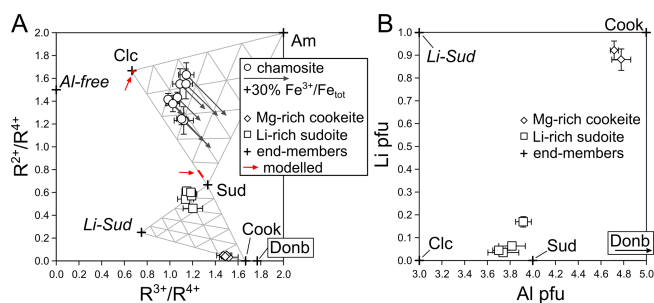 A
B
Clc
Am
Al-free
Li-Sud
Sud
Cook
Donb
chamosite
+30% Fe3+/Fetot
Mg-rich cookeite
Li-rich sudoite
end-members
modelled
2.0
1.8
1.6
1.4
1.2
1.0
0.8
0.6
0.4
0.2
0.0
R2+/R4+
0.0 0.2 0.4 0.6 0.8 1.0 1.2 1.4 1.6 1.8 2.0
R3+/R4+
Li-Sud
Cook
Mg-rich cookeite
Li-rich sudoite
end-members
Clc
Sud
Donb
1.0
0.9
0.8
0.7
0.6
0.5
0.4
0.3
0.2
0.1
0.0
Li pfu
3.0 3.2 3.4 3.6 3.8 4.0 4.2 4.4 4.6 4.8 5.0
Al pfu